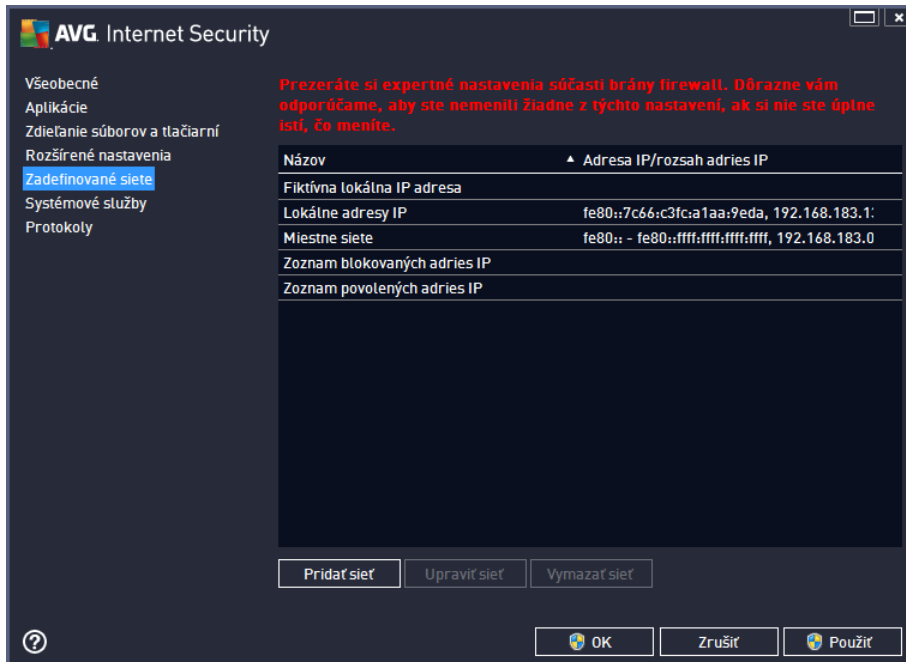 AVG. Internet Security
Všeobecné
Aplikácie
Zdieľanie súborov a tlačiarní
Rozšírené nastavenia
Zadefinované siete
Systémové služby
Protokoly
Prezeráte si expertné nastavenia súčasti brány firewall. Dôrazne vám
odporúčame, aby ste nemenili žiadne z týchto nastavení, ak si nie ste úplne
istí, čo meníte.
Názov Adresa IP/rozsah adries IP
Fiktívna lokálna IP adresa
Lokálne adresy IP fe80::7c66:c3fc:a1aa:9eda, 192.168.183.1
Miestne siete fe80:: - fe80::ffff:ffff:ffff:ffff, 192.168.183.0
Zoznam blokovaných adries IP
Zoznam povolených adries IP
Pridať sieť Upraviť sieť Vymazať sieť
OK Zrušiť Použiť